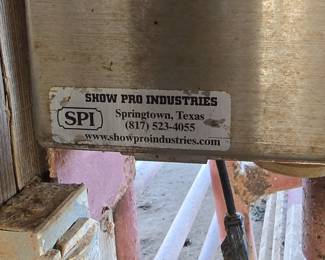 SHOW PRO INDUSTRIES
SPI
Springtown, Texas
(817) 523-4055
www.showproindustries.com